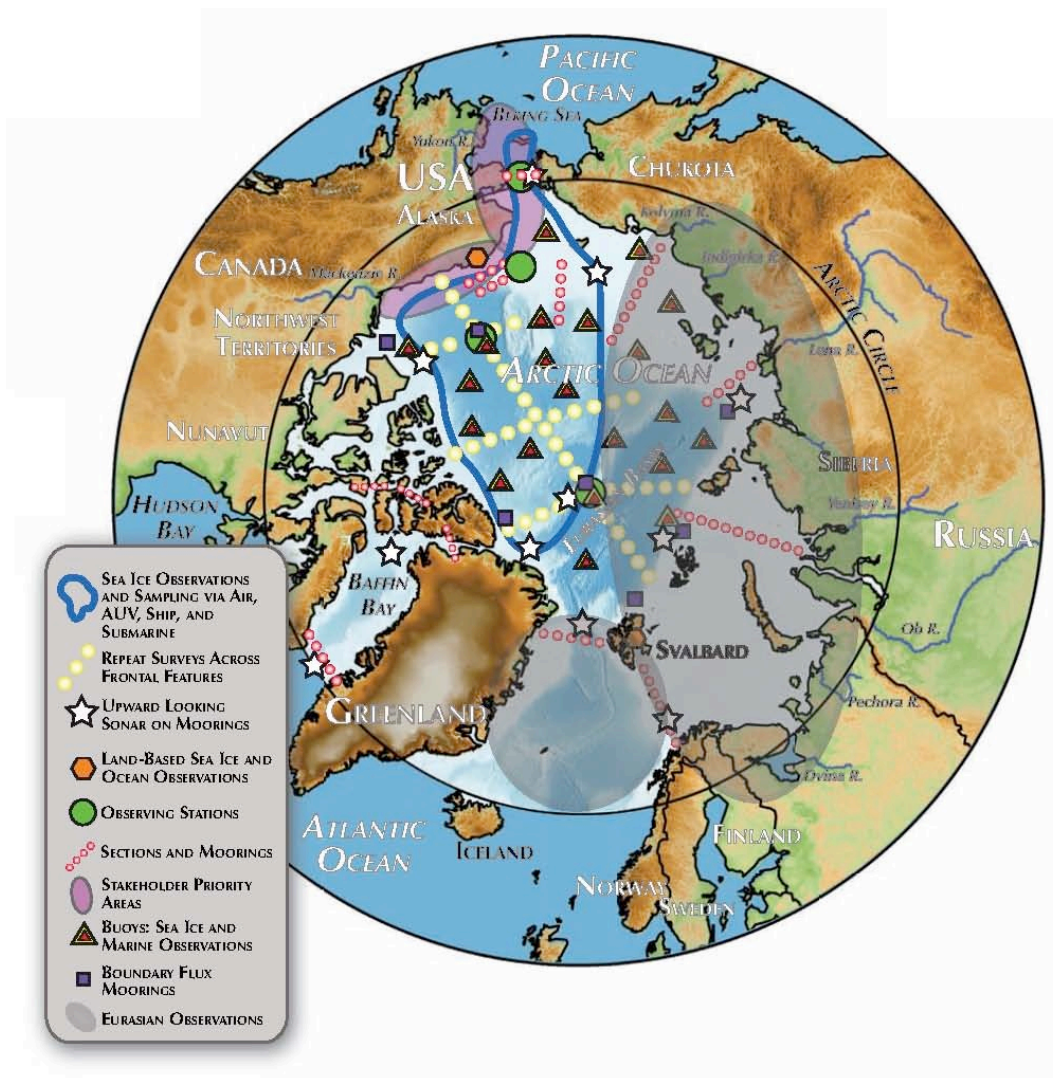 PACIFIC
OCEAN
BERING SEA
Yukon R.
USA
CHUKOTA
ALASKA
Kolyma R.
CANADA
Mackenzie R.
Indigirka R.
ARCTIC CIRCLE
NORTHWEST
TERRITORIES
Lena R.
ARCTIC OCEAN
NUNAVUT
SIBERIA
HUDSON
BAY
Yenisey R.
RUSSIA
BAFFIN
BAY
Ob R.
SVALBARD
Pechora R.
GREENLAND
Dvina R.
ATLANTIC
OCEAN
ICELAND
FINLAND
NORWAY
SWEDEN
SEA ICE OBSERVATIONS
AND SAMPLING VIA AIR,
AUV, SHIP, AND
SUBMARINE
REPEAT SURVEYS ACROSS
FRONTAL FEATURES
UPWARD LOOKING
SONAR ON MOORINGS
LAND-BASED SEA ICE AND
OCEAN OBSERVATIONS
OBSERVING STATIONS
SECTIONS AND MOORINGS
STAKEHOLDER PRIORITY
AREAS
BUOYS: SEA ICE AND
MARINE OBSERVATIONS
BOUNDARY FLUX
MOORINGS
EURASIAN OBSERVATIONS